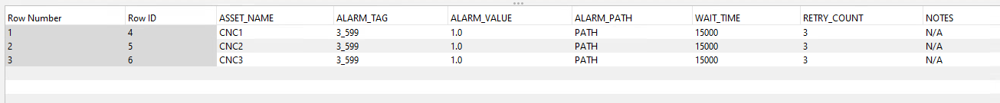 Row Number Row ID ASSET_NAME ALARM_TAG ALARM_VALUE ALARM_PATH WAIT_TIME RETRY_COUNT NOTES
1 4 CNC1 3_599 1.0 PATH 15000 3 N/A
2 5 CNC2 3_599 1.0 PATH 15000 3 N/A
3 6 CNC3 3_599 1.0 PATH 15000 3 N/A